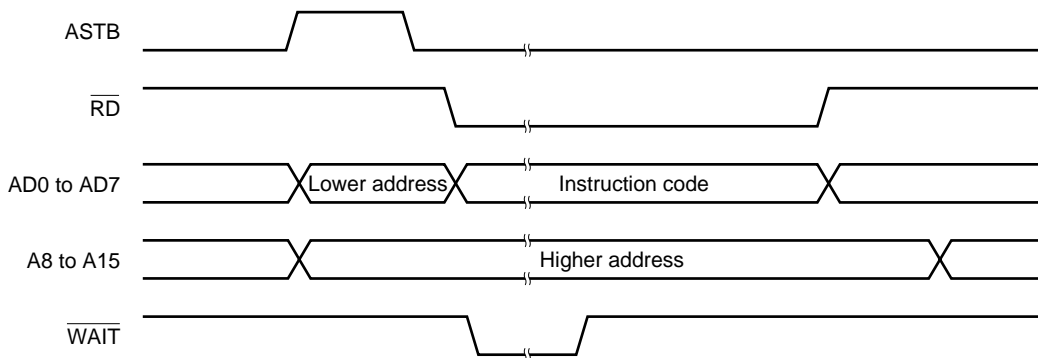 ASTB
RD
AD0 to AD7 Lower address Instruction code
A8 to A15 Higher address
WAIT